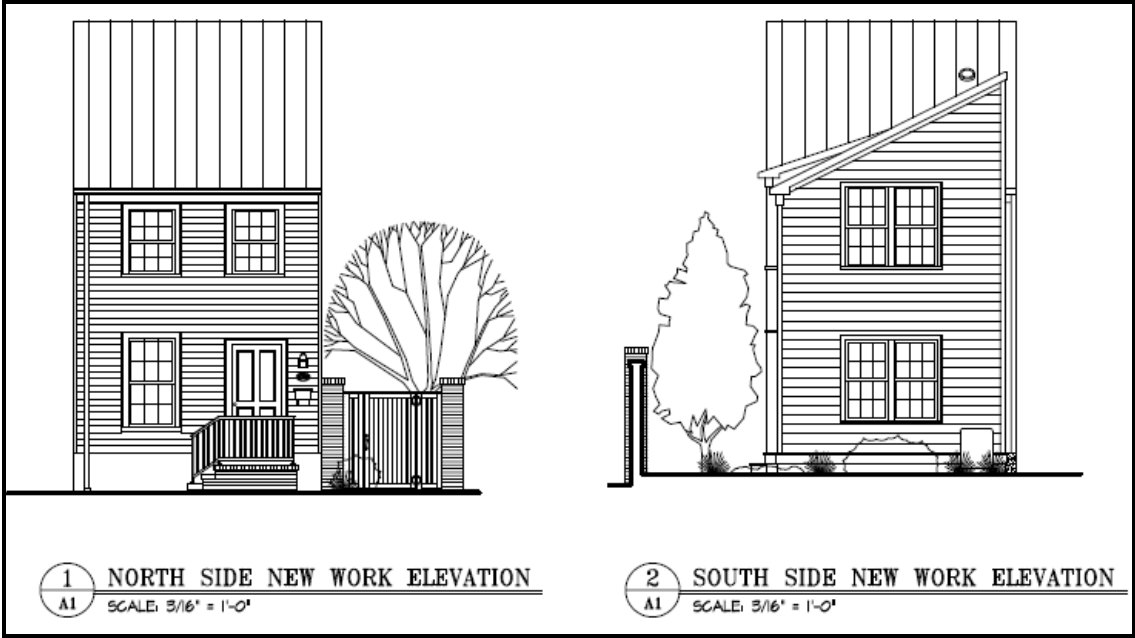 1
A1
NORTH SIDE NEW WORK ELEVATION
SCALE: 3/16" = 1'-0"
2
A1
SOUTH SIDE NEW WORK ELEVATION
SCALE: 3/16" = 1'-0"